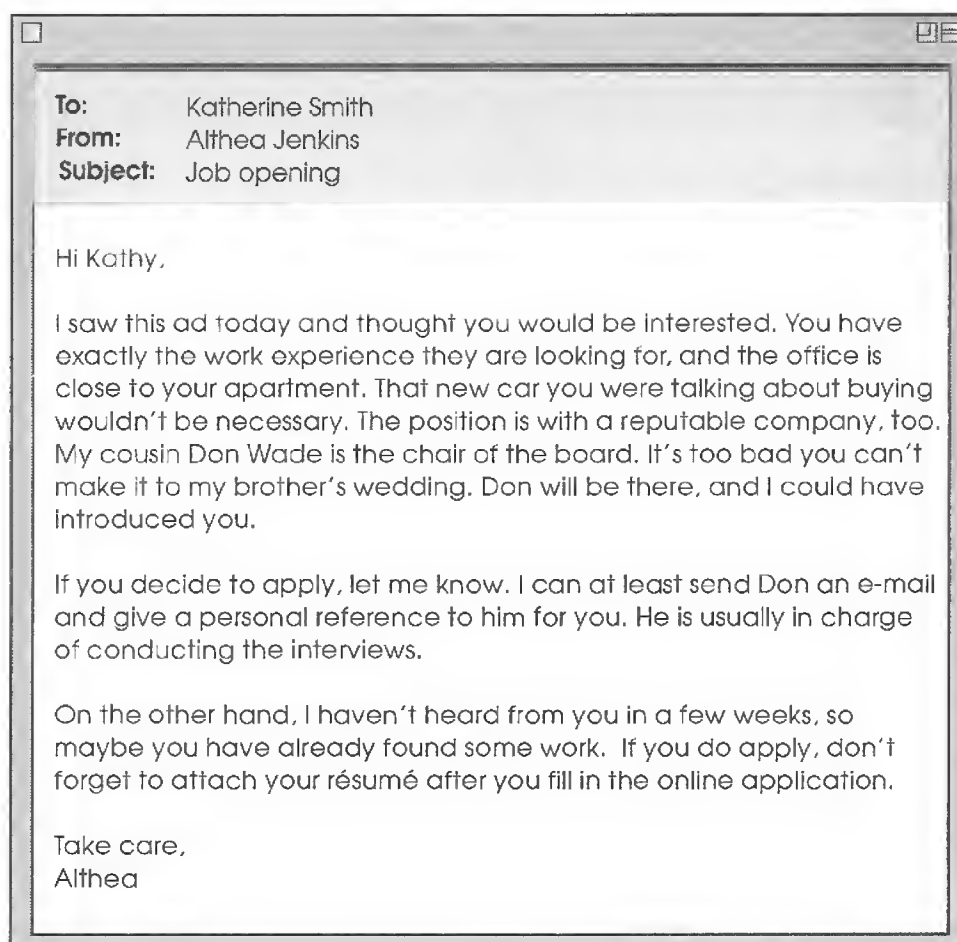 To: Katherine Smith
From: Althea Jenkins
Subject: Job opening
Hi Kathy,
I saw this ad today and thought you would be interested. You have
exactly the work experience they are looking for, and the office is
close to your apartment. That new car you were talking about buying
wouldn't be necessary. The position is with a reputable company, too.
My cousin Don Wade is the chair of the board. It's too bad you can't
make it to my brother's wedding. Don will be there, and I could have
introduced you.
If you decide to apply, let me know. I can at least send Don an e-mail
and give a personal reference to him for you. He is usually in charge
of conducting the interviews.
On the other hand, I haven't heard from you in a few weeks, so
maybe you have already found some work. If you do apply, don't
forget to attach your résumé after you fill in the online application.
Take care,
Althea